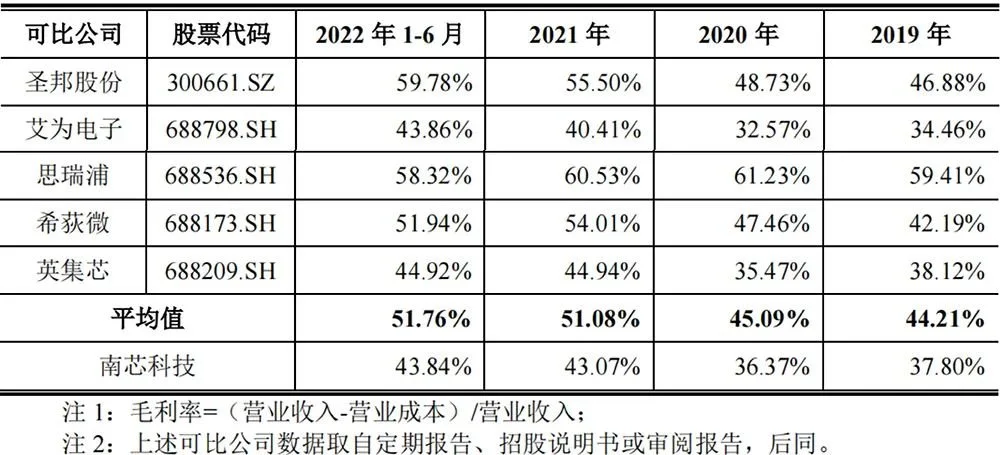 可比公司 股票代码 2022 年 1-6 月 2021 年 2020 年 2019 年
圣邦股份 300661.SZ 59.78% 55.50% 48.73% 46.88%
艾为电子 688798.SH 43.86% 40.41% 32.57% 34.46%
思瑞浦 688536.SH 58.32% 60.53% 61.23% 59.41%
希荻微 688173.SH 51.94% 54.01% 47.46% 42.19%
英集芯 688209.SH 44.92% 44.94% 35.47% 38.12%
平均值 51.76% 51.08% 45.09% 44.21%
南芯科技 43.84% 43.07% 36.37% 37.80%
注 1：毛利率=（营业收入-营业成本）/营业收入；
注 2：上述可比公司数据取自定期报告、招股说明书或审阅报告，后同。